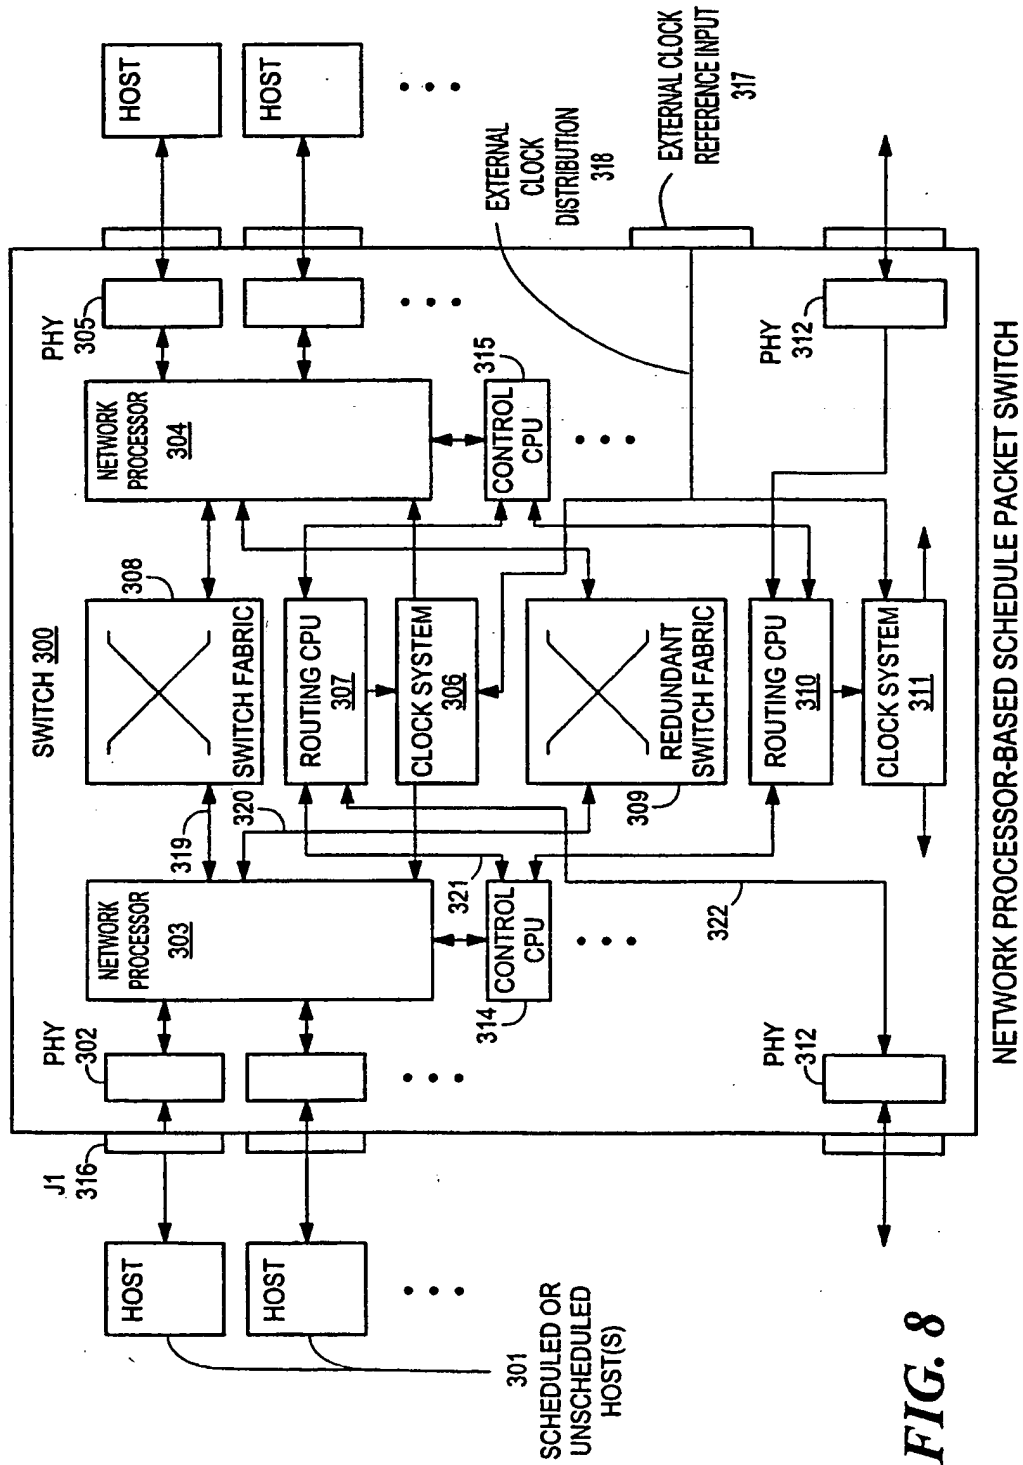 SWITCH 300
HOST
HOST
J1
316
PHY
302
NETWORK
PROCESSOR
303
319
320
308
SWITCH FABRIC
NETWORK
PROCESSOR
304
PHY
305
HOST
HOST
301
SCHEDULED OR
UNSCHEDULED
HOST(S)
314
CONTROL
CPU
321
ROUTING CPU
307
CLOCK SYSTEM
306
CONTROL
CPU
315
EXTERNAL
CLOCK
DISTRIBUTION
318
EXTERNAL CLOCK
REFERENCE INPUT
317
309
REDUNDANT
SWITCH FABRIC
322
ROUTING CPU
310
CLOCK SYSTEM
311
PHY
312
PHY
312
NETWORK PROCESSOR-BASED SCHEDULE PACKET SWITCH
FIG. 8